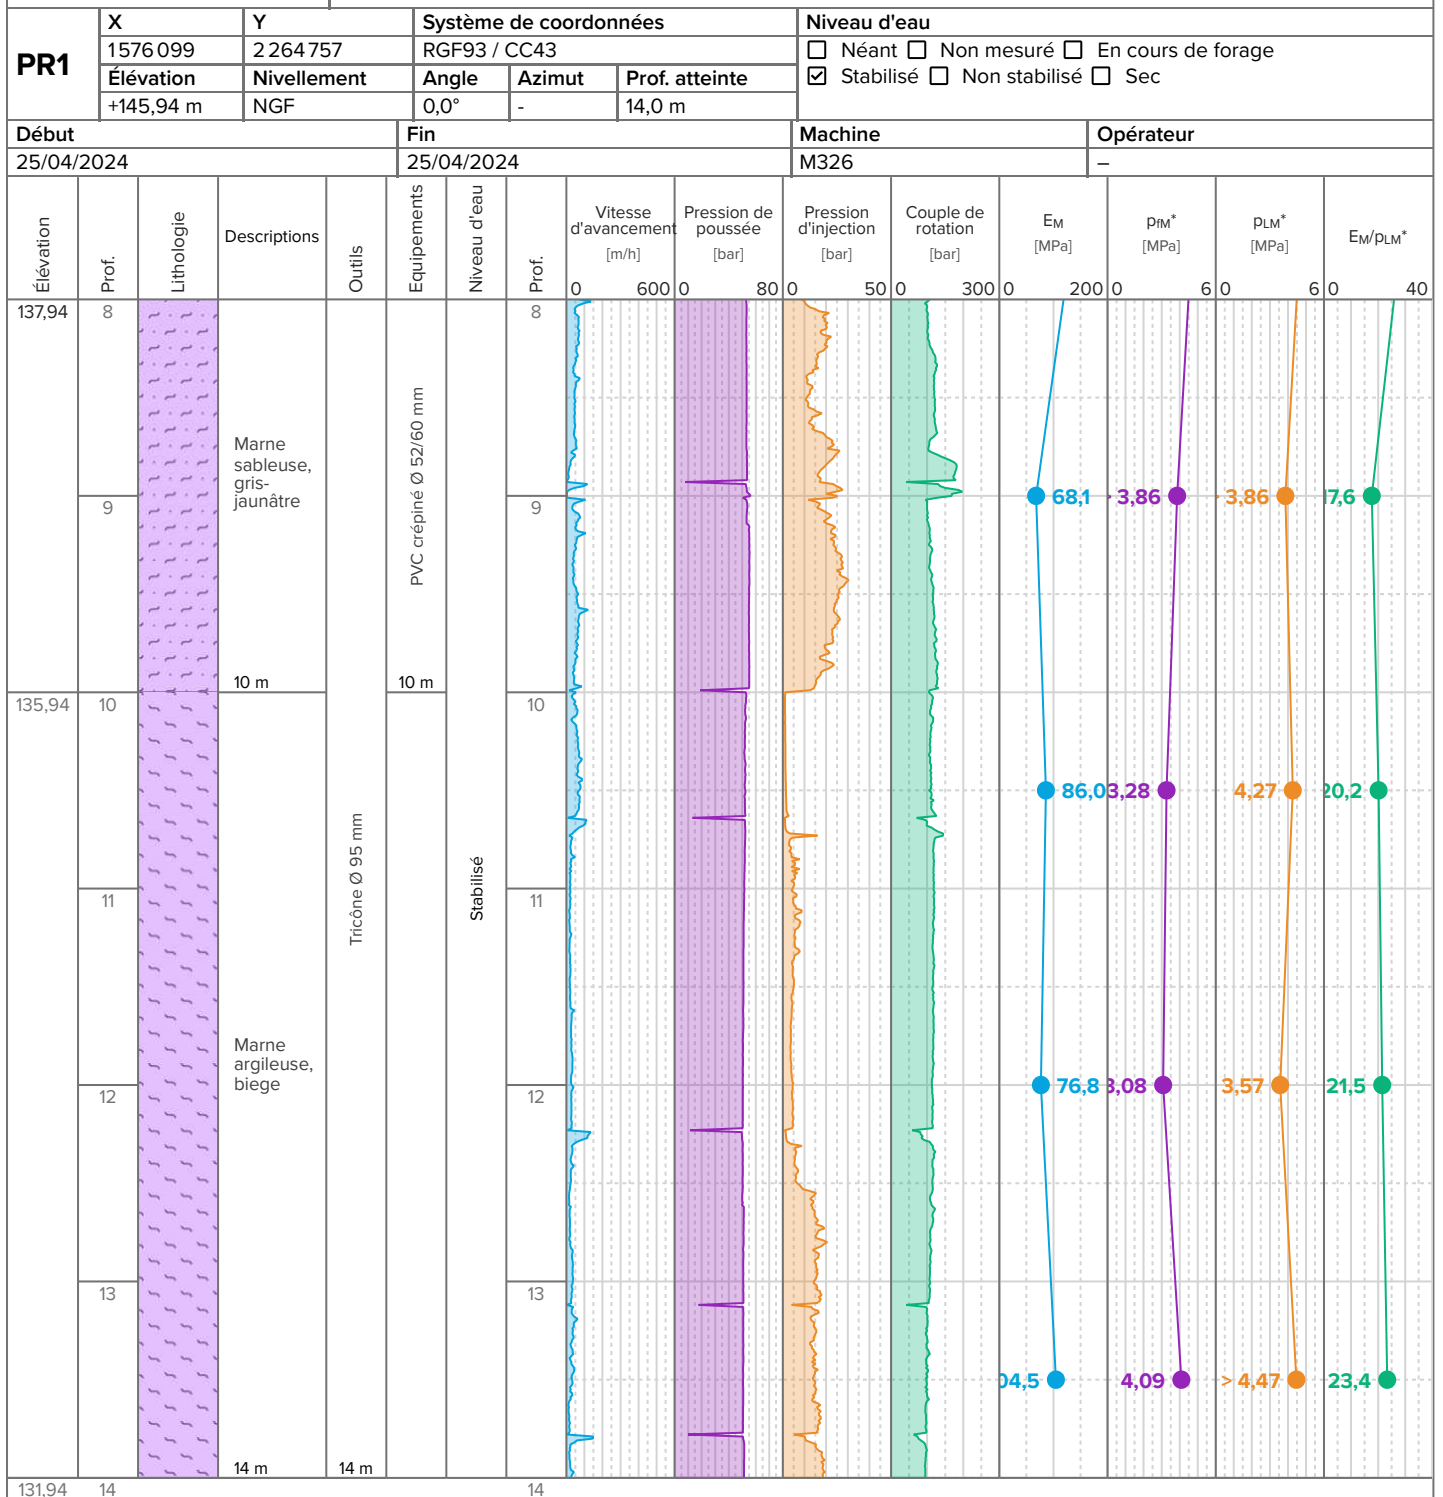 PR1
X
Y
Système de coordonnées
Niveau d'eau
1 576 099
2 264 757
RGF93 / CC43
Néant
Non mesuré
En cours de forage
Élévation
Nivellement
Angle
Azimut
Prof. atteinte
Stabilisé
Non stabilisé
Sec
+145,94 m
NGF
0,0°
-
14,0 m
Début
Fin
Machine
Opérateur
25/04/2024
25/04/2024
M326
–
Élévation
Prof.
Lithologie
Descriptions
Outils
Equipements
Niveau d'eau
Prof.
Vitesse
d'avancement
[m/h]
0 600
Pression de
poussée
[bar]
0 80
Pression
d'injection
[bar]
0 50
Couple de
rotation
[bar]
0 300
EM
[MPa]
0 200
pfM*
[MPa]
0 6
pLM*
[MPa]
0 6
EM/pLM*
0 40
137,94
8
8
PVC crépiné Ø 52/60 mm
Marne
sableuse,
gris-
jaunâtre
9
9
68,1
3,86
3,86
10 m
10 m
135,94
10
10
86,0
3,28
4,27
20,2
Tricône Ø 95 mm
Stabilisé
11
11
Marne
argileuse,
biege
12
12
76,8
3,57
21,5
13
13
4,09
> 4,47
23,4
14 m
14 m
131,94
14
14